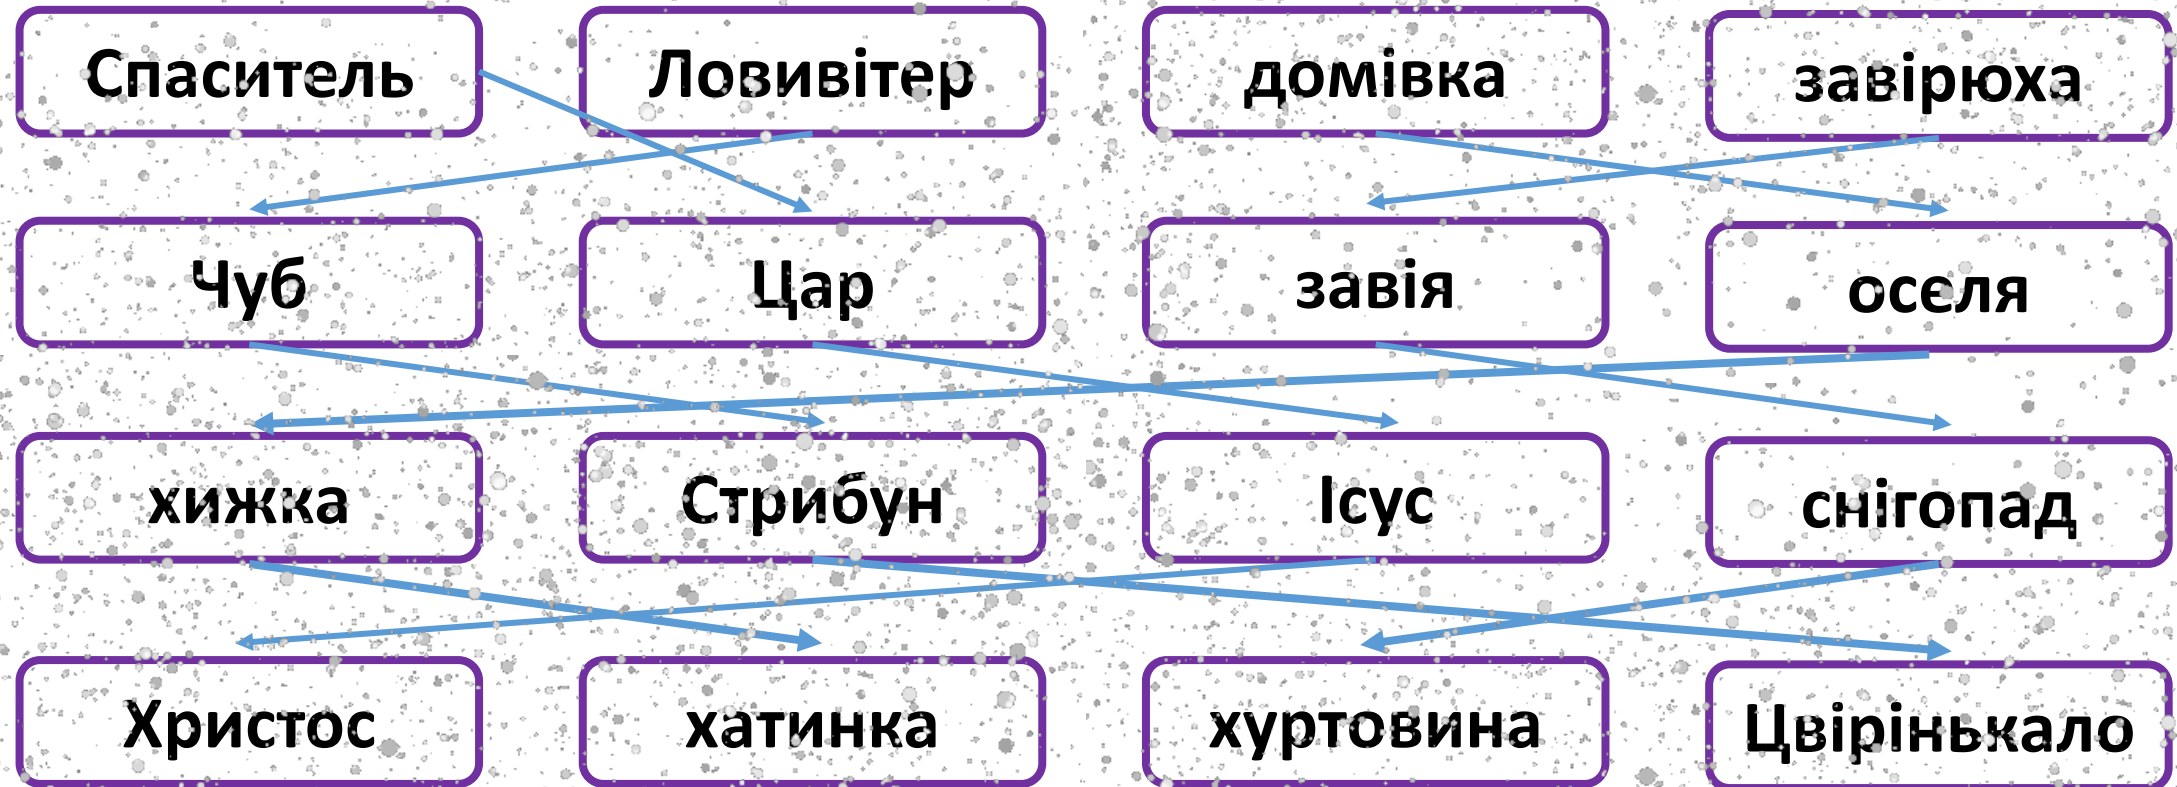 Спаситель
Ловивітер
домівка
завірюха
Чуб
Цар
завія
оселя
хижка
Стрибун
Ісус
снігопад
Христос
хатинка
хуртовина
Цвірінькало